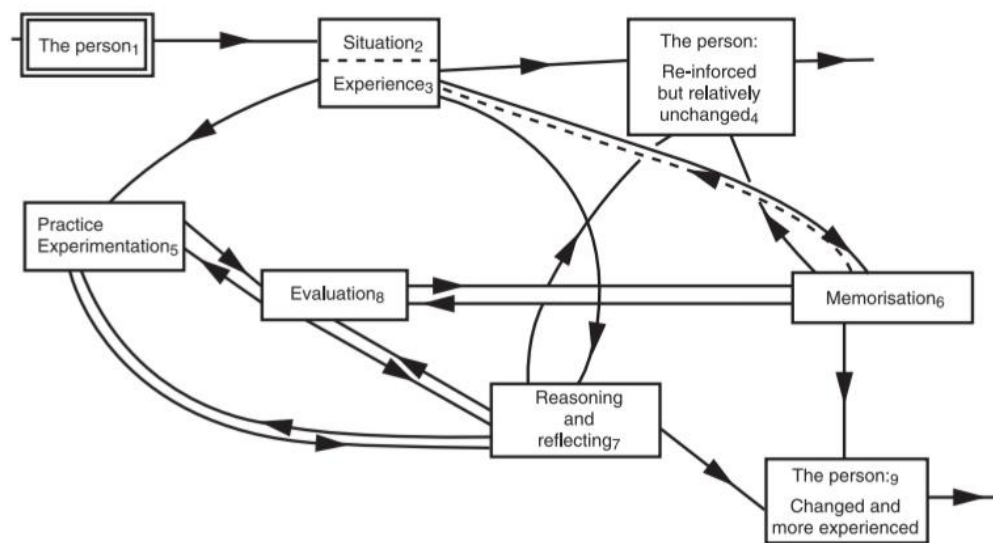 The person₁
Situation₂
Experience₃
The person:
Re-inforced
but relatively
unchanged₄
Practice
Experimentation₅
Evaluation₈
Memorisation₆
Reasoning
and
reflecting₇
The person:₉
Changed and
more experienced